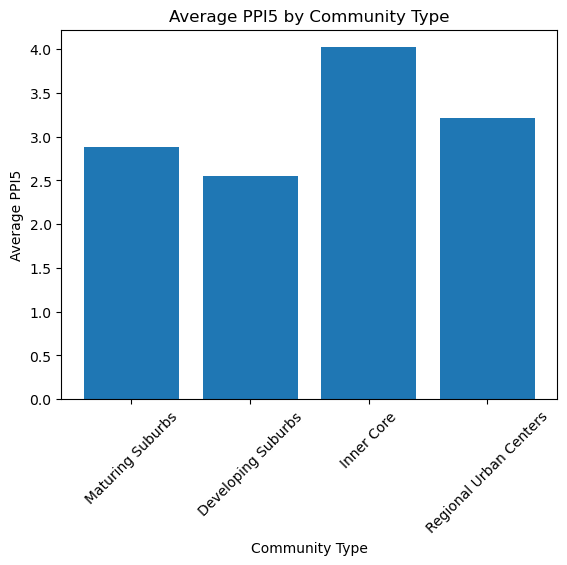 Average PPI5 by Community Type
4.0
3.5
3.0
2.5
2.0
1.5
1.0
0.5
0.0
Average PPI5
Maturing Suburbs
Developing Suburbs
Inner Core
Regional Urban Centers
Community Type